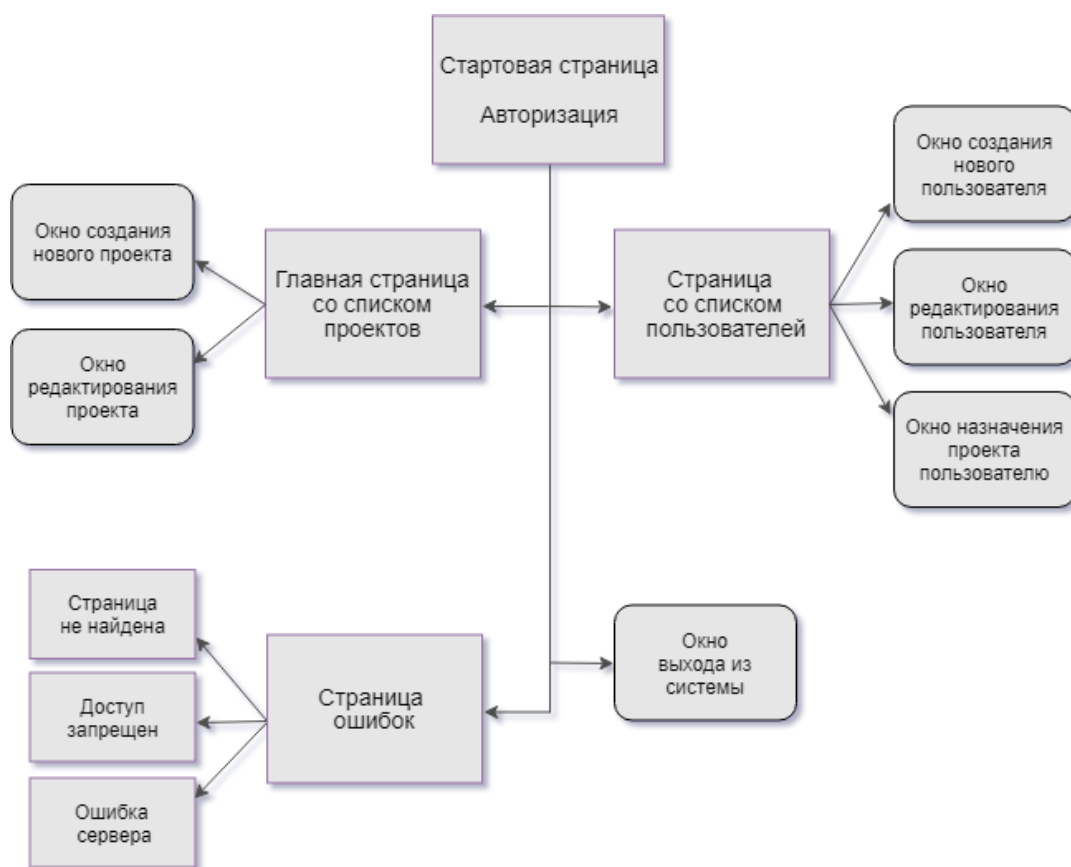 Стартовая страница
Авторизация
Окно создания
нового
пользователя
Окно создания
нового проекта
Главная страница
со списком
проектов
Страница
со списком
пользователей
Окно
редактирования
пользователя
Окно
редактирования
проекта
Окно назначения
проекта
пользователю
Страница
не найдена
Окно
выхода из
системы
Страница
ошибок
Доступ
запрещен
Ошибка
сервера